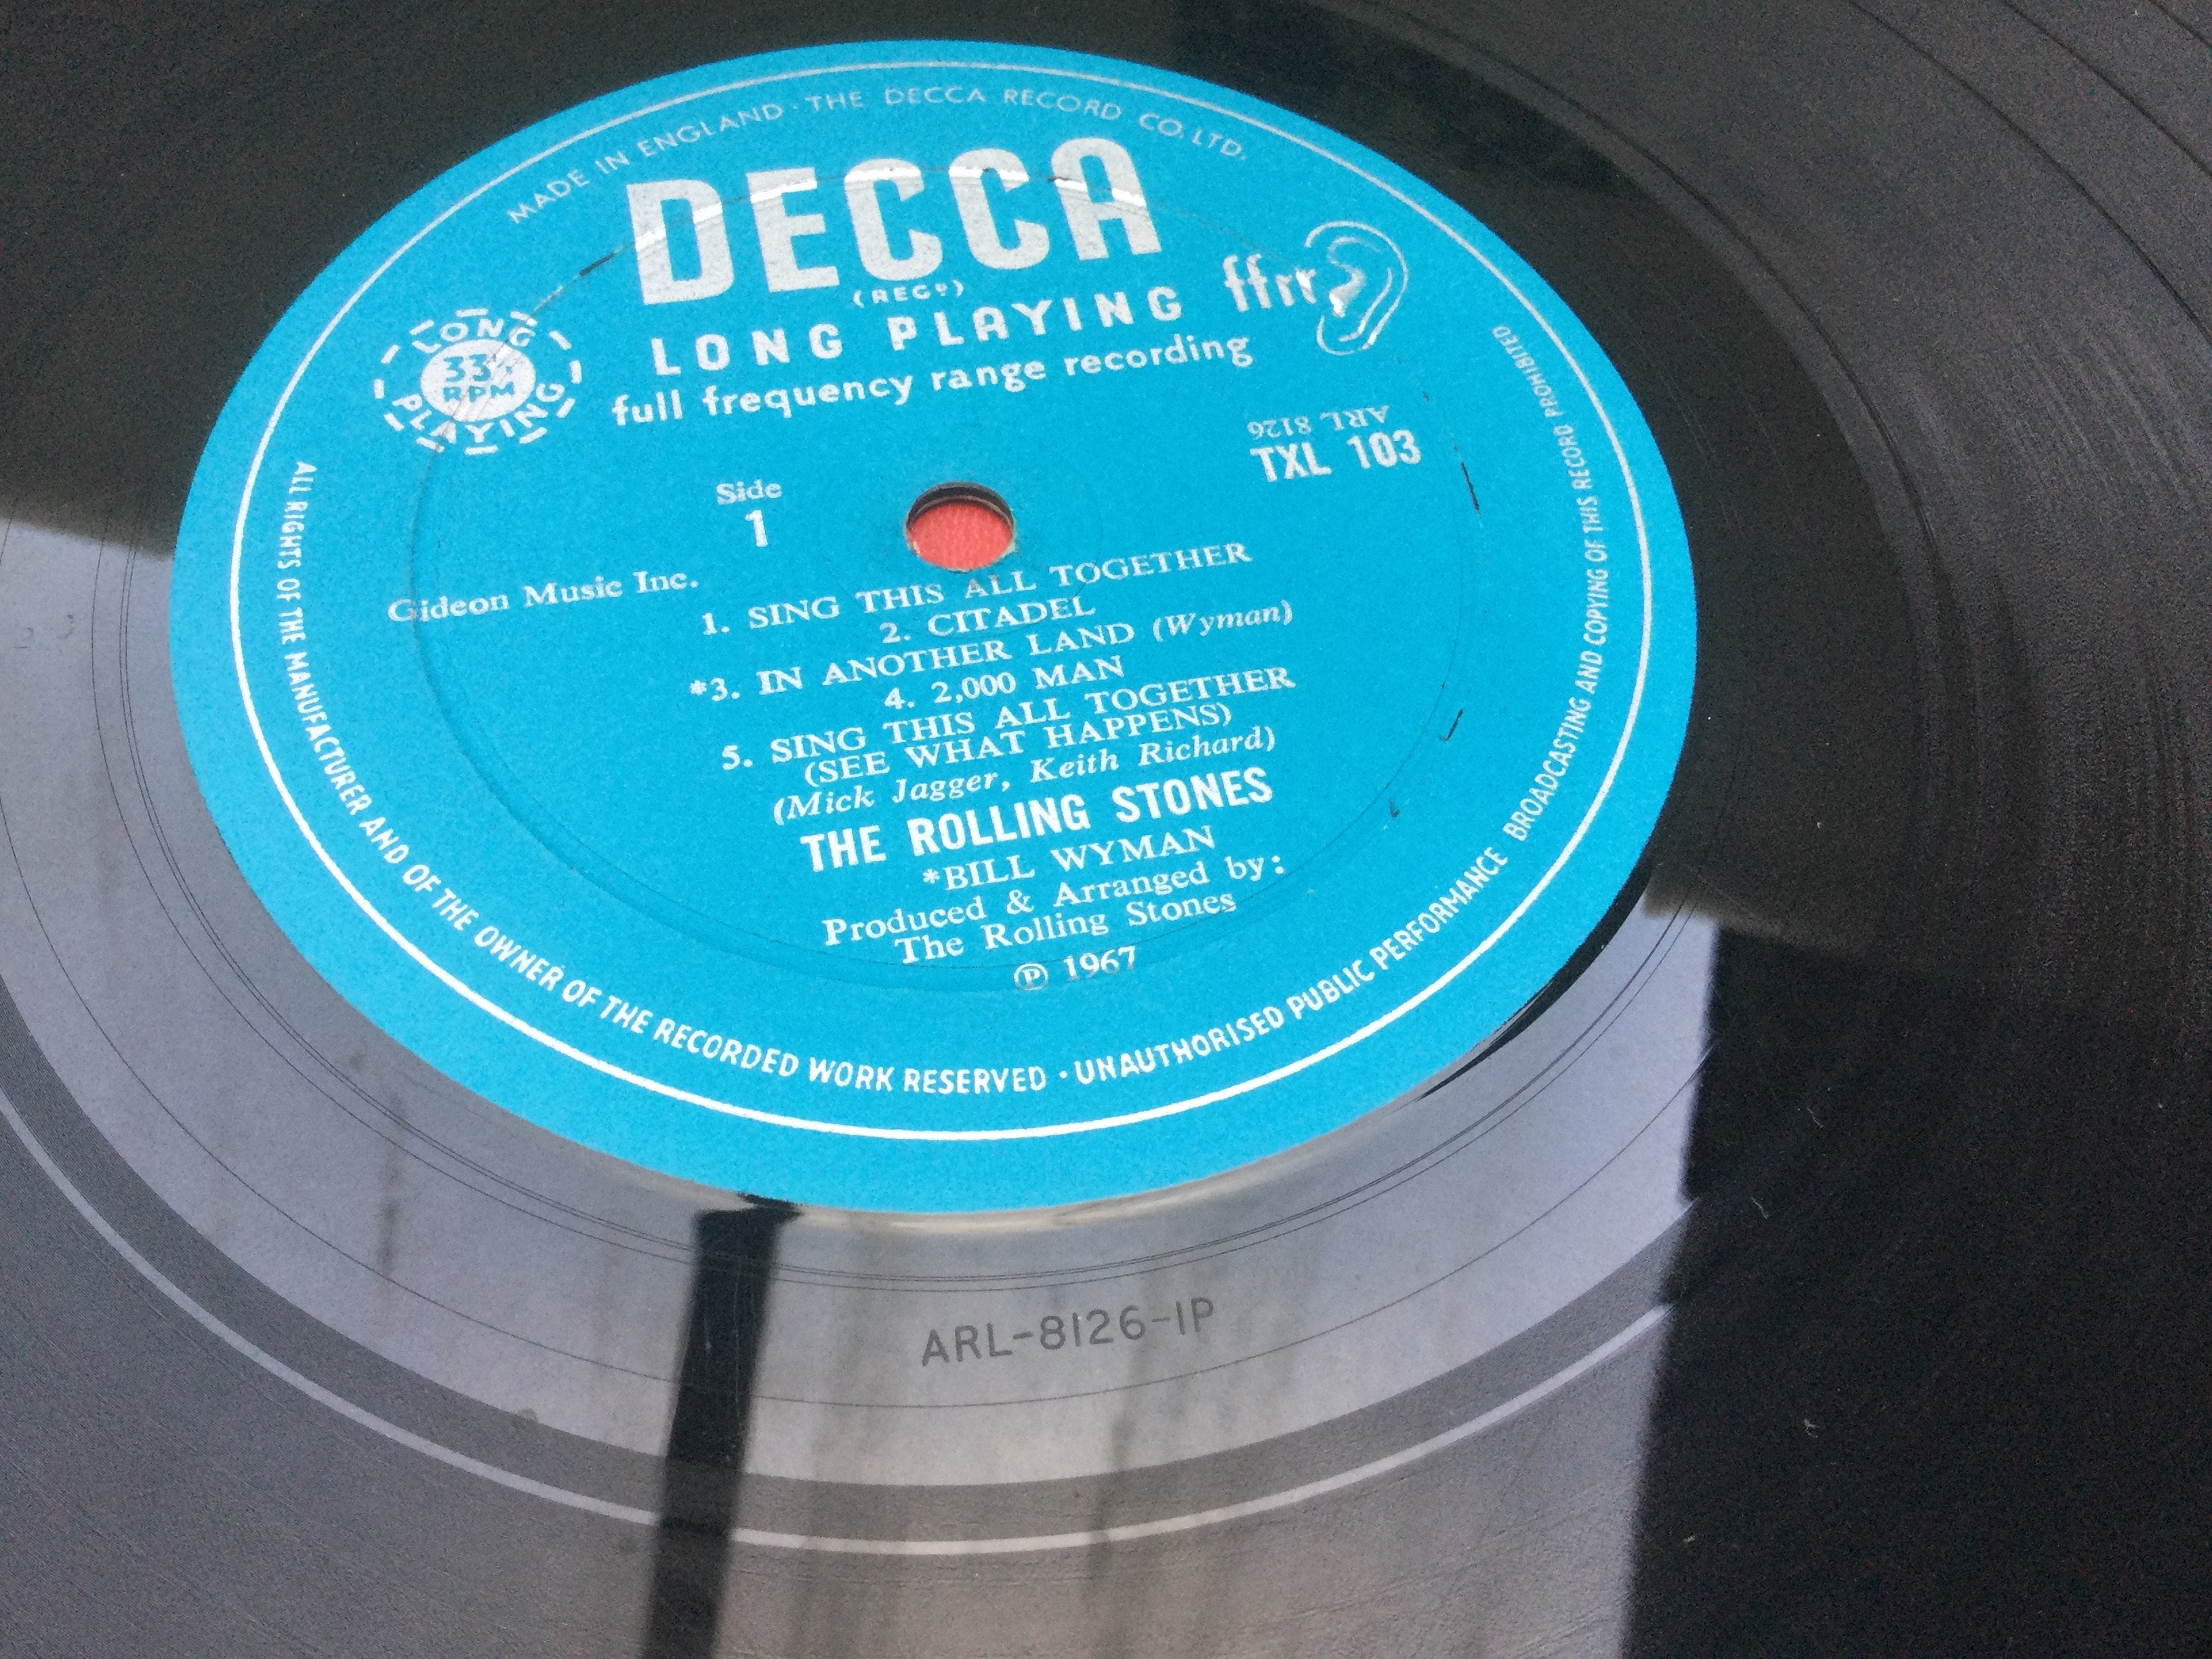 MADE IN ENGLAND · THE DECCA RECORD CO. LTD.
DECCA
(REGD)
LONG PLAYING
ffrr
full frequency range recording
LONG
33⅓
RPM
PLAYING
ARL 8126
TXL 103
Side
1
Gideon Music Inc.
1. SING THIS ALL TOGETHER
2. CITADEL
*3. IN ANOTHER LAND (Wyman)
4. 2,000 MAN
5. SING THIS ALL TOGETHER
(SEE WHAT HAPPENS)
(Mick Jagger, Keith Richard)
THE ROLLING STONES
*BILL WYMAN
Produced & Arranged by:
The Rolling Stones
℗ 1967
ALL RIGHTS OF THE MANUFACTURER AND OF THE OWNER OF THE RECORDED WORK RESERVED · UNAUTHORISED PUBLIC PERFORMANCE BROADCASTING AND COPYING OF THIS RECORD PROHIBITED
ARL-8126-1P